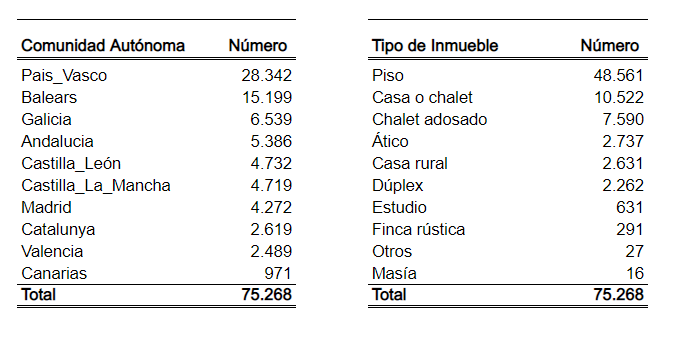 Comunidad Autónoma Número
Pais_Vasco 28.342
Balears 15.199
Galicia 6.539
Andalucia 5.386
Castilla_León 4.732
Castilla_La_Mancha 4.719
Madrid 4.272
Catalunya 2.619
Valencia 2.489
Canarias 971
Total 75.268
Tipo de Inmueble Número
Piso 48.561
Casa o chalet 10.522
Chalet adosado 7.590
Ático 2.737
Casa rural 2.631
Dúplex 2.262
Estudio 631
Finca rústica 291
Otros 27
Masía 16
Total 75.268